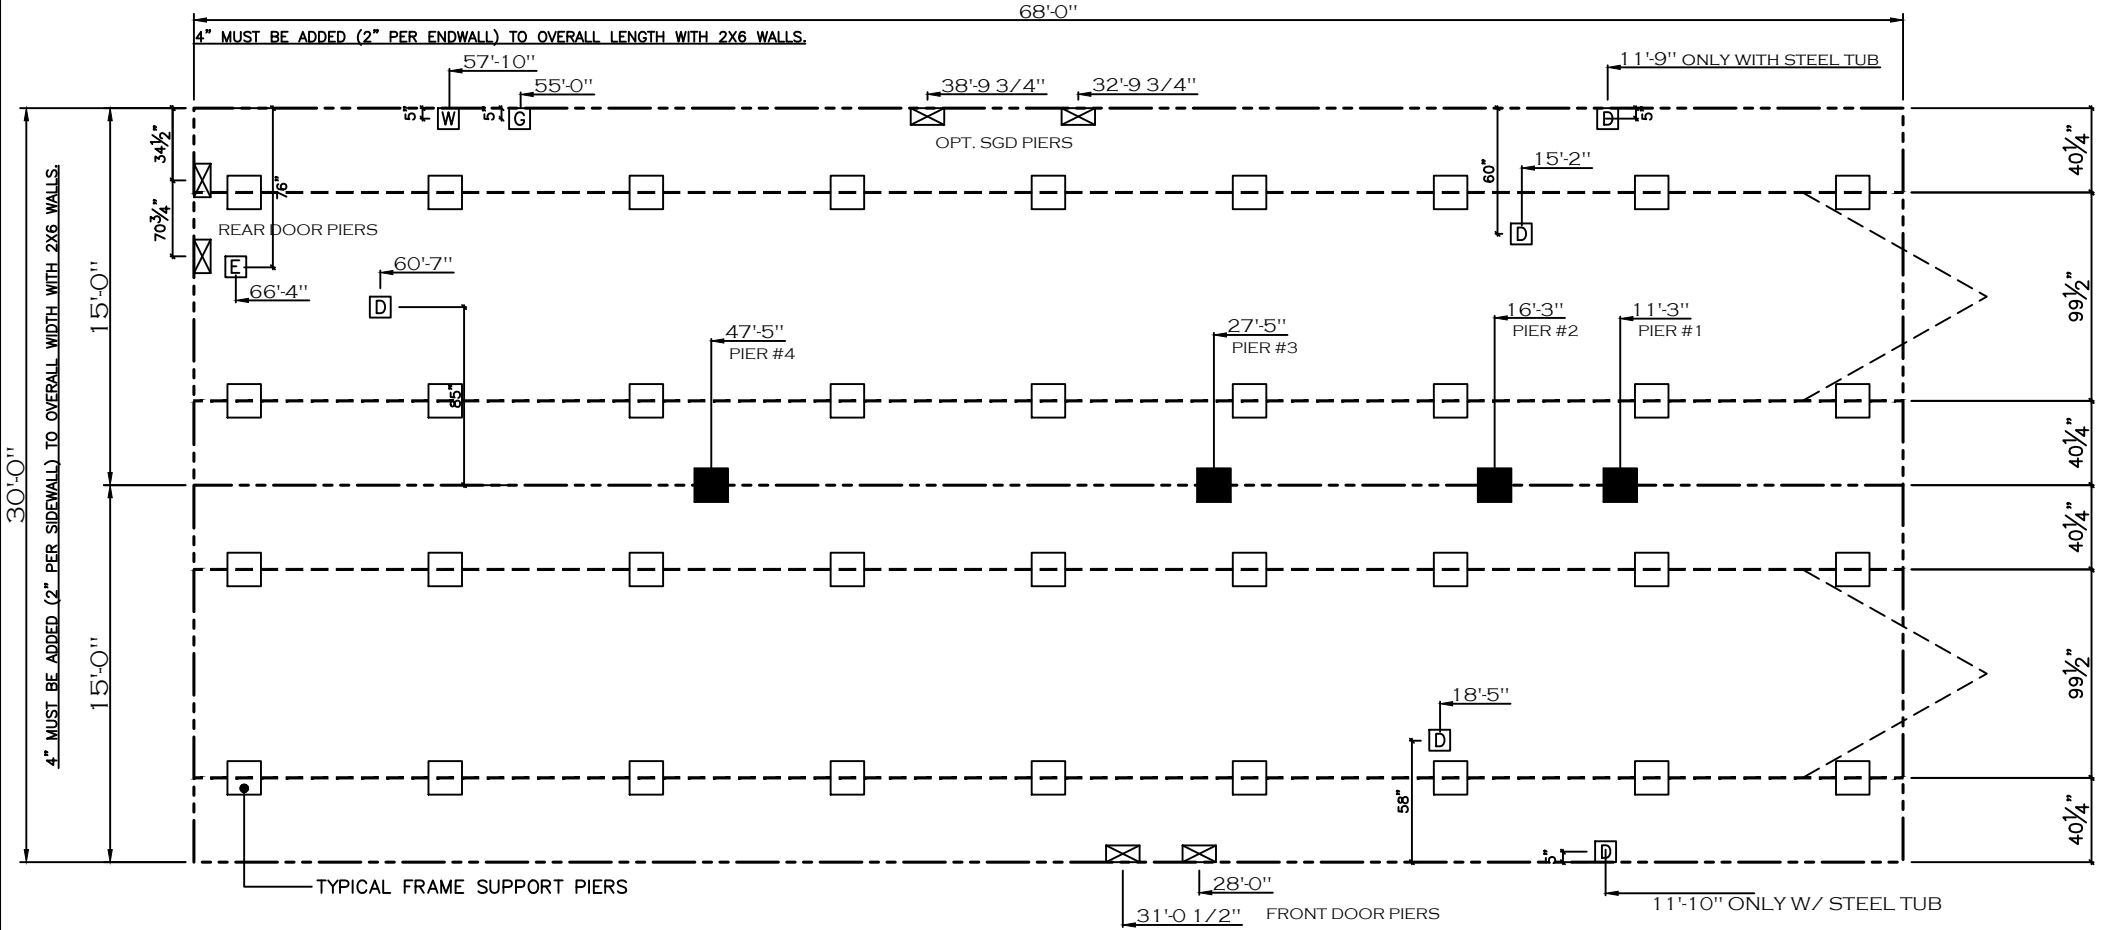 68'-0"
4" MUST BE ADDED (2" PER ENDWALL) TO OVERALL LENGTH WITH 2X6 WALLS.
57'-10"
55'-0"
38'-9 3/4"
32'-9 3/4"
11'-9" ONLY WITH STEEL TUB
5"
W
5"
G
D
5"
OPT. SGD PIERS
34½"
40¼"
60"
15'-2"
D
76"
70¾"
REAR DOOR PIERS
E
66'-4"
60'-7"
D
15'-0"
99½"
47'-5"
PIER #4
27'-5"
PIER #3
16'-3"
PIER #2
11'-3"
PIER #1
85"
40¼"
30'-0"
4" MUST BE ADDED (2" PER SIDEWALL) TO OVERALL WIDTH WITH 2X6 WALLS.
40¼"
15'-0"
99½"
18'-5"
D
58"
40¼"
5"
D
TYPICAL FRAME SUPPORT PIERS
28'-0"
31'-0 1/2"
FRONT DOOR PIERS
11'-10" ONLY W/ STEEL TUB